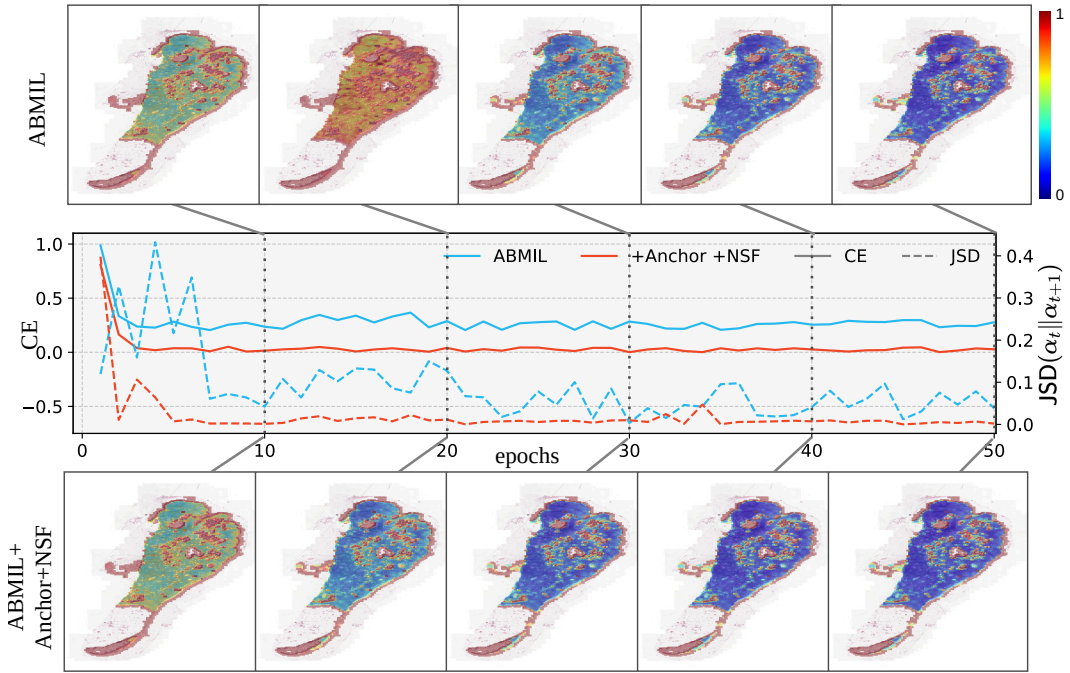 ABMIL
1
0
ABMIL +Anchor +NSF CE JSD
CE
1.0
0.5
0.0
−0.5
0.4
0.3
0.2
0.1
0.0
JSD(α_t‖α_{t+1})
0 10 20 30 40 50
epochs
ABMIL+
Anchor+NSF